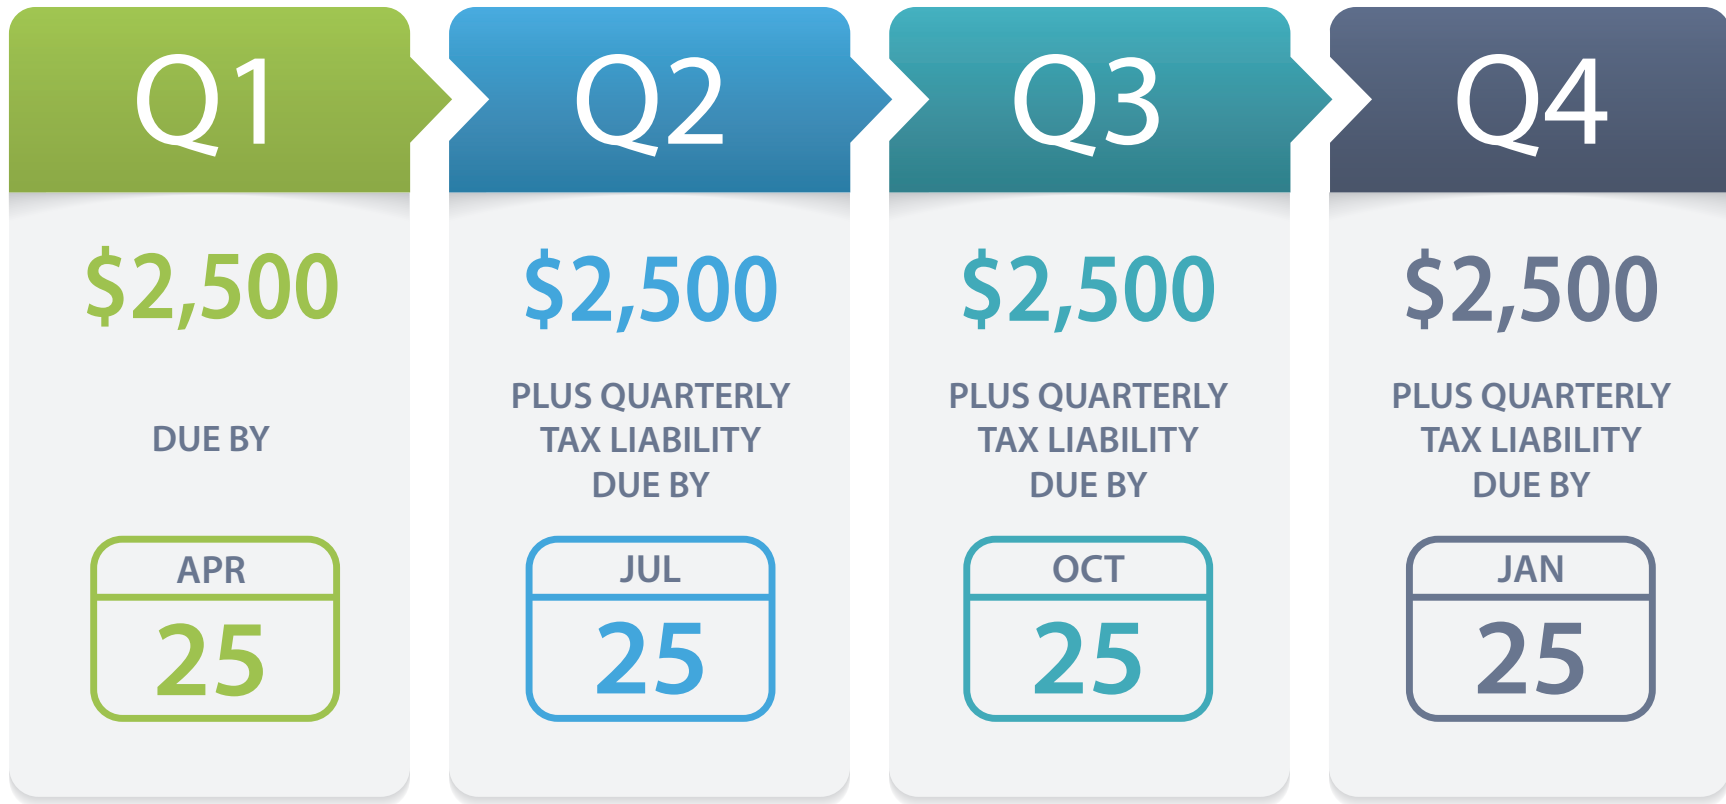 Q1
$2,500
DUE BY
APR
25
Q2
$2,500
PLUS QUARTERLY
TAX LIABILITY
DUE BY
JUL
25
Q3
$2,500
PLUS QUARTERLY
TAX LIABILITY
DUE BY
OCT
25
Q4
$2,500
PLUS QUARTERLY
TAX LIABILITY
DUE BY
JAN
25